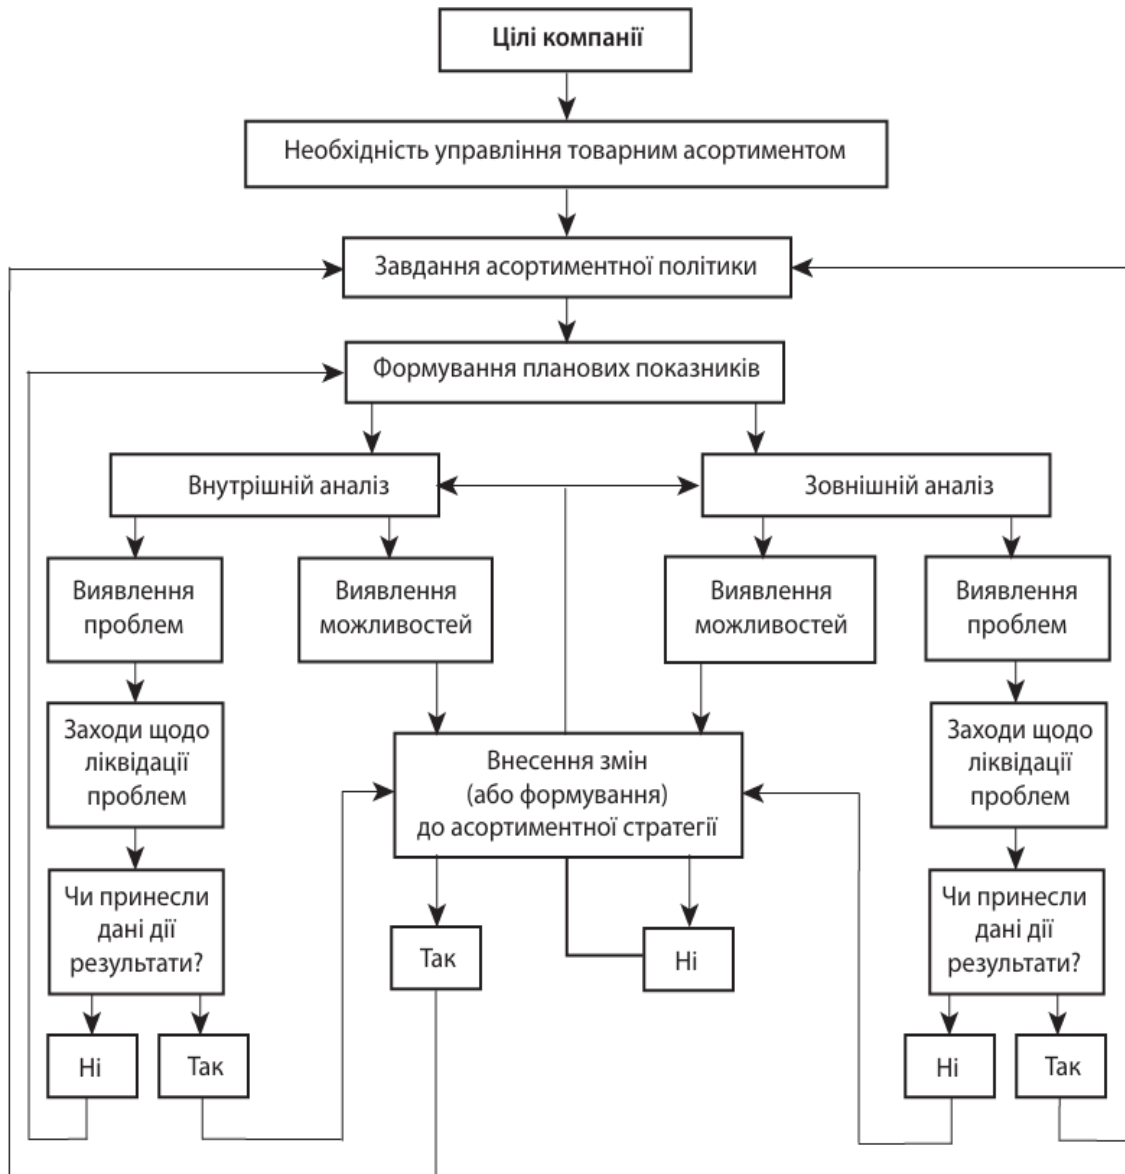 Цілі компанії
Необхідність управління товарним асортиментом
Завдання асортиментної політики
Формування планових показників
Внутрішній аналіз
Зовнішній аналіз
Виявлення
проблем
Виявлення
можливостей
Виявлення
можливостей
Виявлення
проблем
Заходи щодо
ліквідації
проблем
Внесення змін
(або формування)
до асортиментної стратегії
Заходи щодо
ліквідації
проблем
Чи принесли
дані дії
результати?
Так
Ні
Чи принесли
дані дії
результати?
Ні
Так
Ні
Так